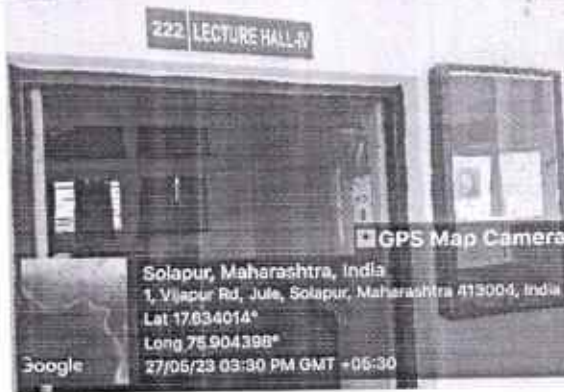 222 LECTURE HALL-IV
GPS Map Camera
Solapur, Maharashtra, India
1, Vijapur Rd, Jule, Solapur, Maharashtra 413004, India
Lat 17.634014°
Long 75.904398°
27/05/23 03:30 PM GMT +05:30
Google